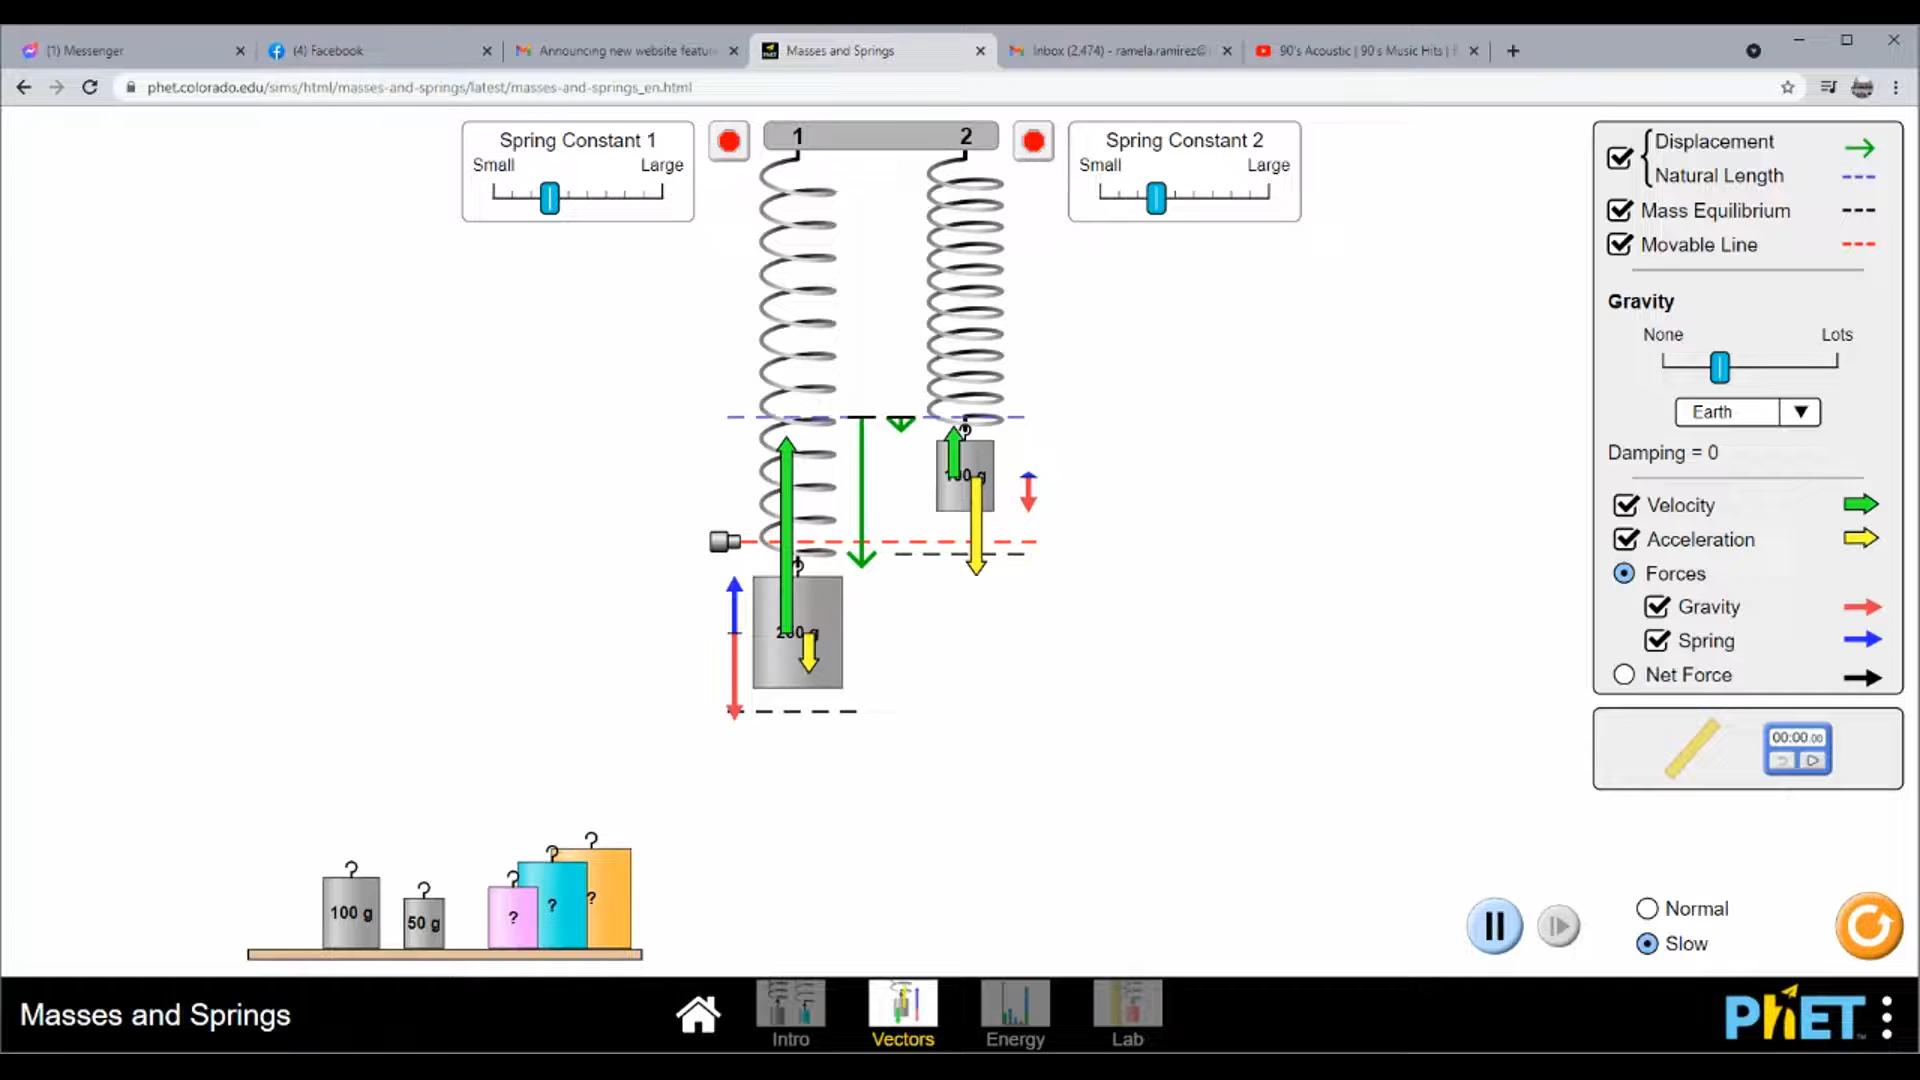 (1) Messenger
(4) Facebook
Announcing new website featur
Masses and Springs
Inbox (2,474) - ramela.ramirez@
90's Acoustic | 90 s Music Hits |
phet.colorado.edu/sims/html/masses-and-springs/latest/masses-and-springs_en.html
Spring Constant 1
Small Large
1 2
Spring Constant 2
Small Large
Displacement
Natural Length
Mass Equilibrium
Movable Line
Gravity
None Lots
Earth
Damping = 0
Velocity
Acceleration
Forces
Gravity
Spring
Net Force
00:00.00
100 g
200 g
100 g
50 g
?
?
?
Normal
Slow
Masses and Springs
Intro
Vectors
Energy
Lab
PhET